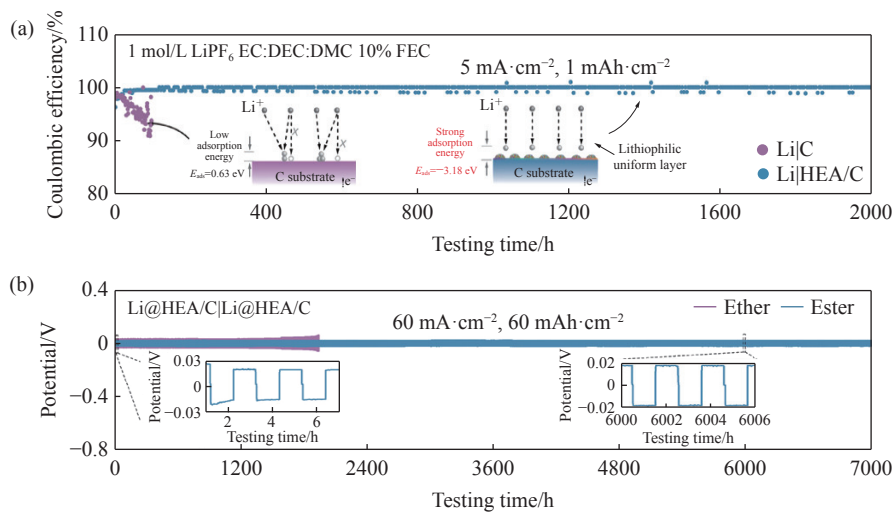 (a)
Coulombic efficiency/%
110
100
90
80
1 mol/L LiPF₆ EC:DEC:DMC 10% FEC
5 mA·cm⁻², 1 mAh·cm⁻²
Li⁺
Low
adsorption
energy
E_ads=0.63 eV
X
X
C substrate
!e⁻
Li⁺
Strong
adsorption
energy
E_ads=−3.18 eV
C substrate
!e⁻
Lithiophilic
uniform layer
Li|C
Li|HEA/C
0
400
800
1200
1600
2000
Testing time/h
(b)
Potential/V
0.4
0
−0.4
−0.8
Li@HEA/C|Li@HEA/C
60 mA·cm⁻², 60 mAh·cm⁻²
Ether
Ester
Potential/V
0.03
0
−0.03
2
4
6
Testing time/h
Potential/V
0.02
0
−0.02
6000
6002
6004
6006
Testing time/h
0
1200
2400
3600
4800
6000
7000
Testing time/h